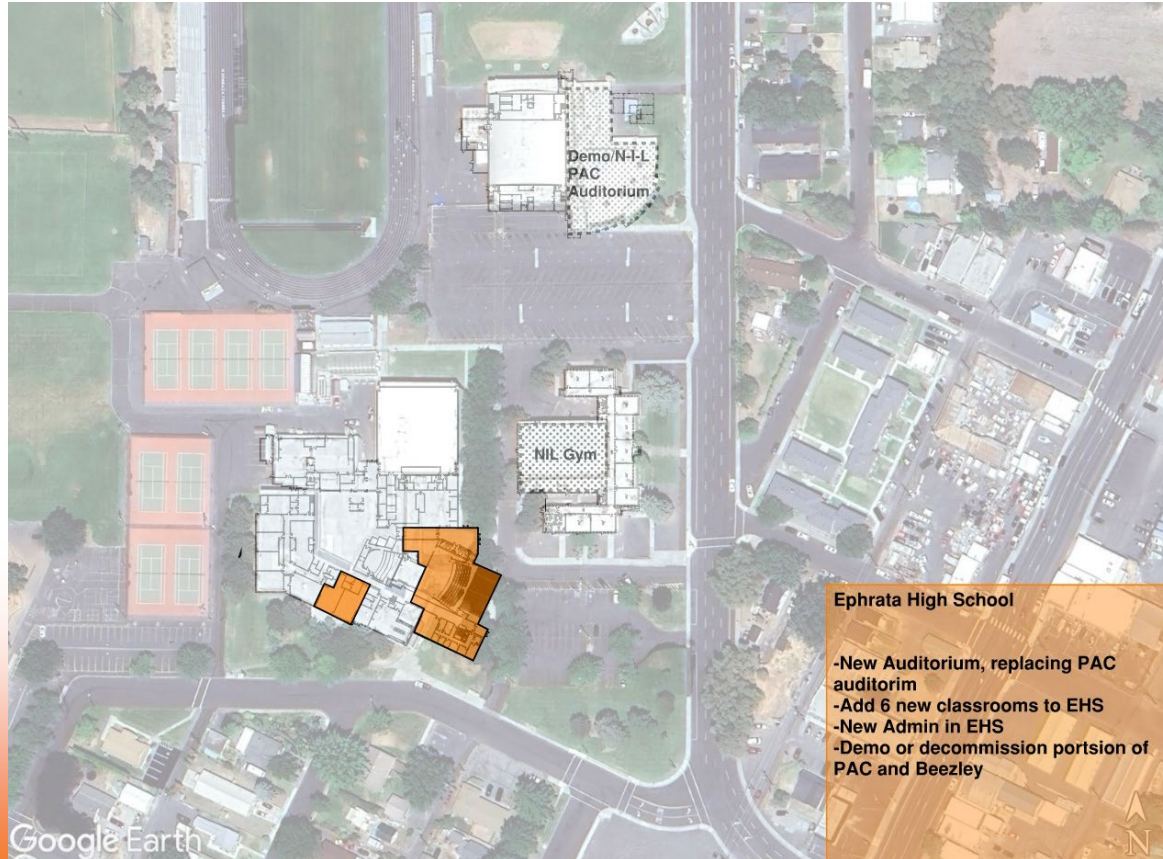 Demo/N-I-L
PAC
Auditorium
NIL Gym
Ephrata High School
-New Auditorium, replacing PAC
auditorim
-Add 6 new classrooms to EHS
-New Admin in EHS
-Demo or decommission portsion of
PAC and Beezley
Google Earth
N